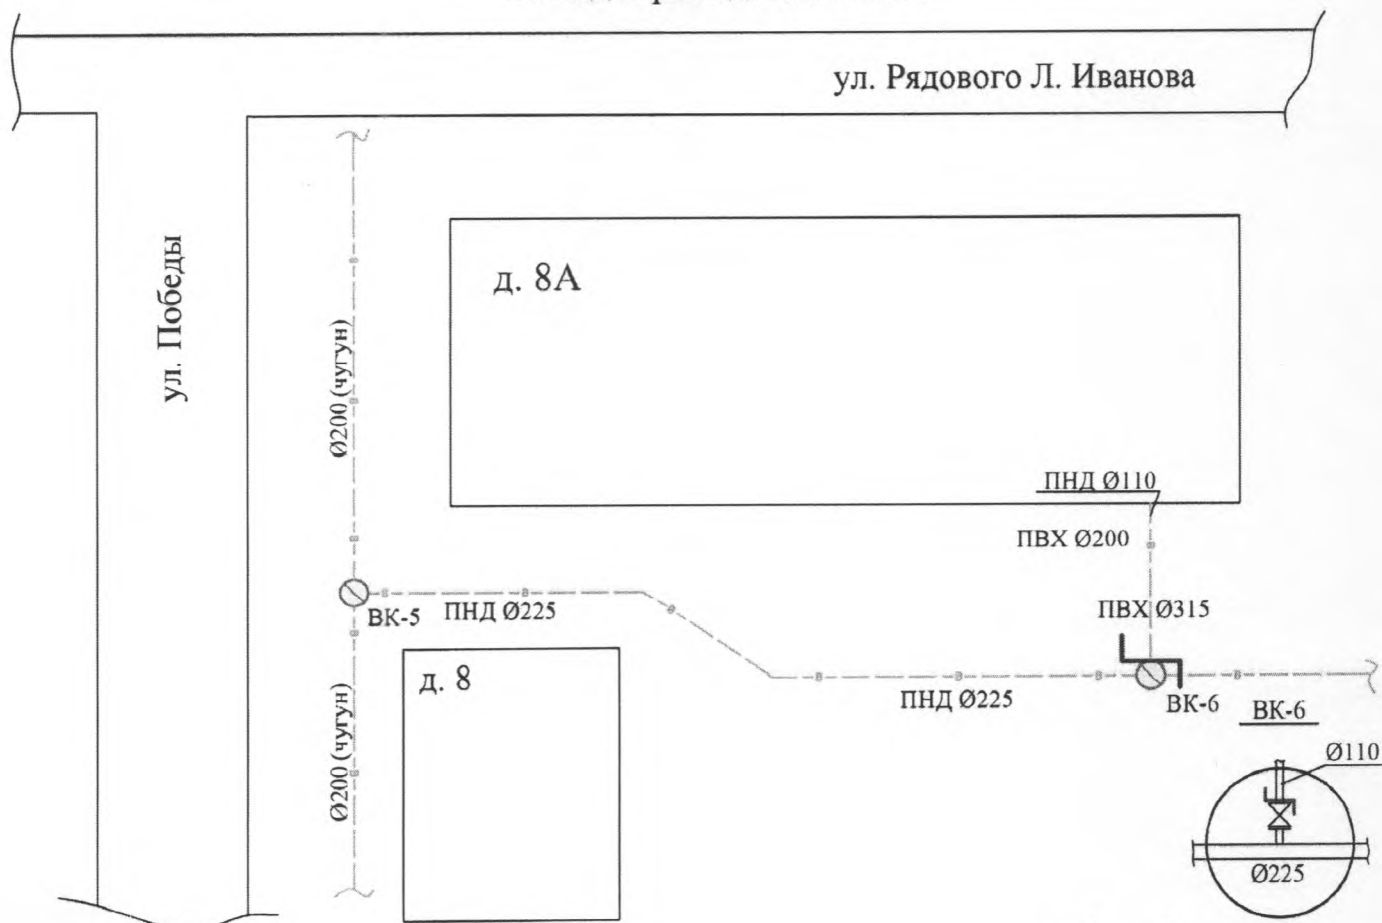 ул. Рядового Л. Иванова
ул. Победы
д. 8А
Ø200 (чугун)
ПНД Ø110
ПВХ Ø200
ВК-5
ПНД Ø225
ПВХ Ø315
д. 8
ПНД Ø225
ВК-6
ВК-6
Ø200 (чугун)
Ø110
Ø225